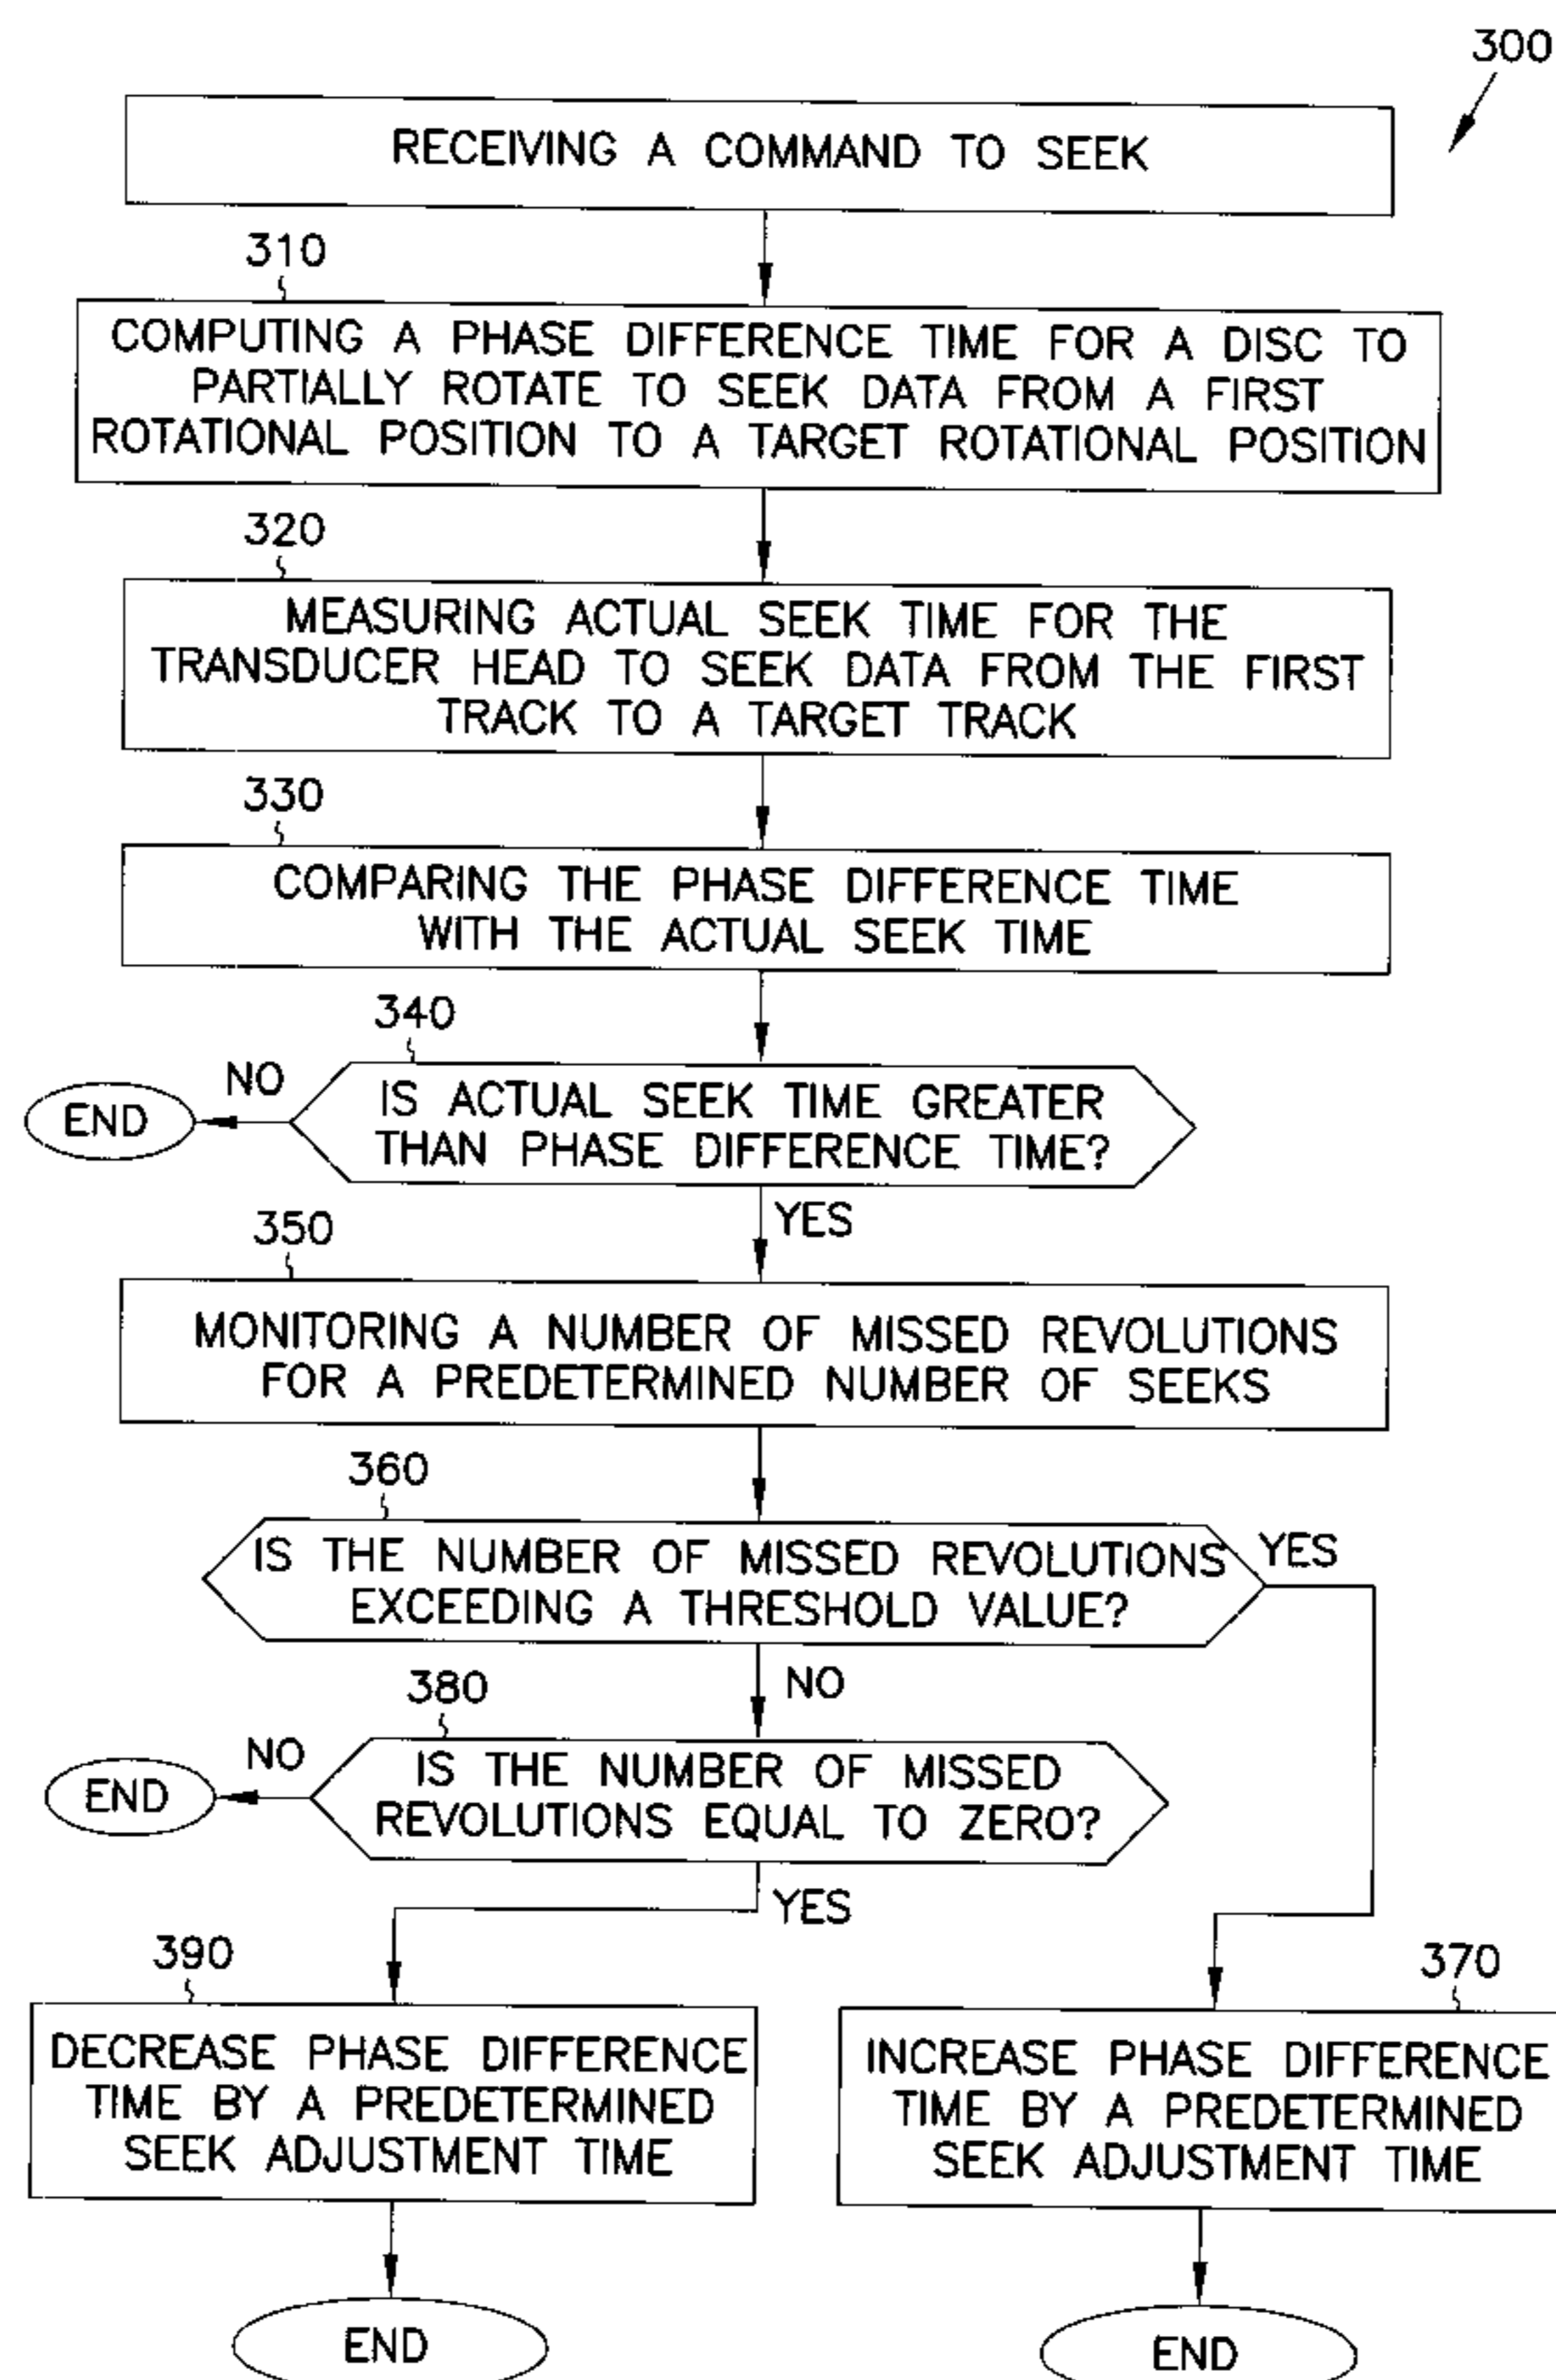 300
RECEIVING A COMMAND TO SEEK
310
COMPUTING A PHASE DIFFERENCE TIME FOR A DISC TO
PARTIALLY ROTATE TO SEEK DATA FROM A FIRST
ROTATIONAL POSITION TO A TARGET ROTATIONAL POSITION
320
MEASURING ACTUAL SEEK TIME FOR THE
TRANSDUCER HEAD TO SEEK DATA FROM THE FIRST
TRACK TO A TARGET TRACK
330
COMPARING THE PHASE DIFFERENCE TIME
WITH THE ACTUAL SEEK TIME
340
NO
END
IS ACTUAL SEEK TIME GREATER
THAN PHASE DIFFERENCE TIME?
YES
350
MONITORING A NUMBER OF MISSED REVOLUTIONS
FOR A PREDETERMINED NUMBER OF SEEKS
360
IS THE NUMBER OF MISSED REVOLUTIONS
EXCEEDING A THRESHOLD VALUE?
YES
NO
380
NO
END
IS THE NUMBER OF MISSED
REVOLUTIONS EQUAL TO ZERO?
YES
390
DECREASE PHASE DIFFERENCE
TIME BY A PREDETERMINED
SEEK ADJUSTMENT TIME
370
INCREASE PHASE DIFFERENCE
TIME BY A PREDETERMINED
SEEK ADJUSTMENT TIME
END
END